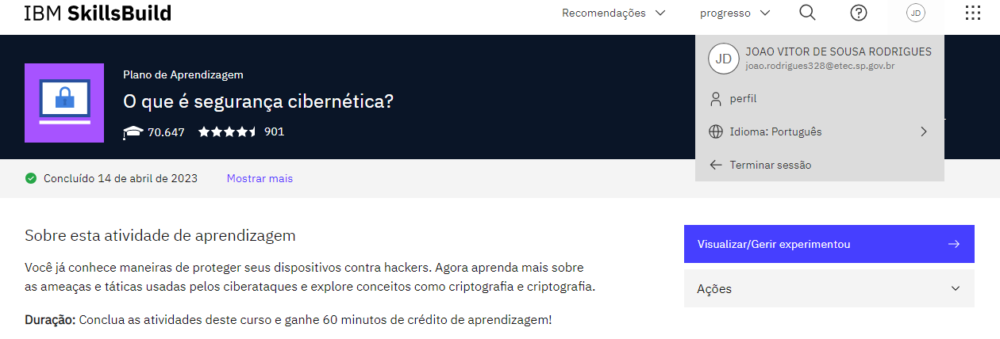 IBM SkillsBuild
Recomendações
progresso
JD
JD
JOAO VITOR DE SOUSA RODRIGUES
joao.rodrigues328@etec.sp.gov.br
perfil
Idioma: Português
Terminar sessão
Plano de Aprendizagem
O que é segurança cibernética?
70.647 901
Concluído 14 de abril de 2023 Mostrar mais
Sobre esta atividade de aprendizagem
Você já conhece maneiras de proteger seus dispositivos contra hackers. Agora aprenda mais sobre
as ameaças e táticas usadas pelos ciberataques e explore conceitos como criptografia e criptografia.
Duração: Conclua as atividades deste curso e ganhe 60 minutos de crédito de aprendizagem!
Visualizar/Gerir experimentou
Ações